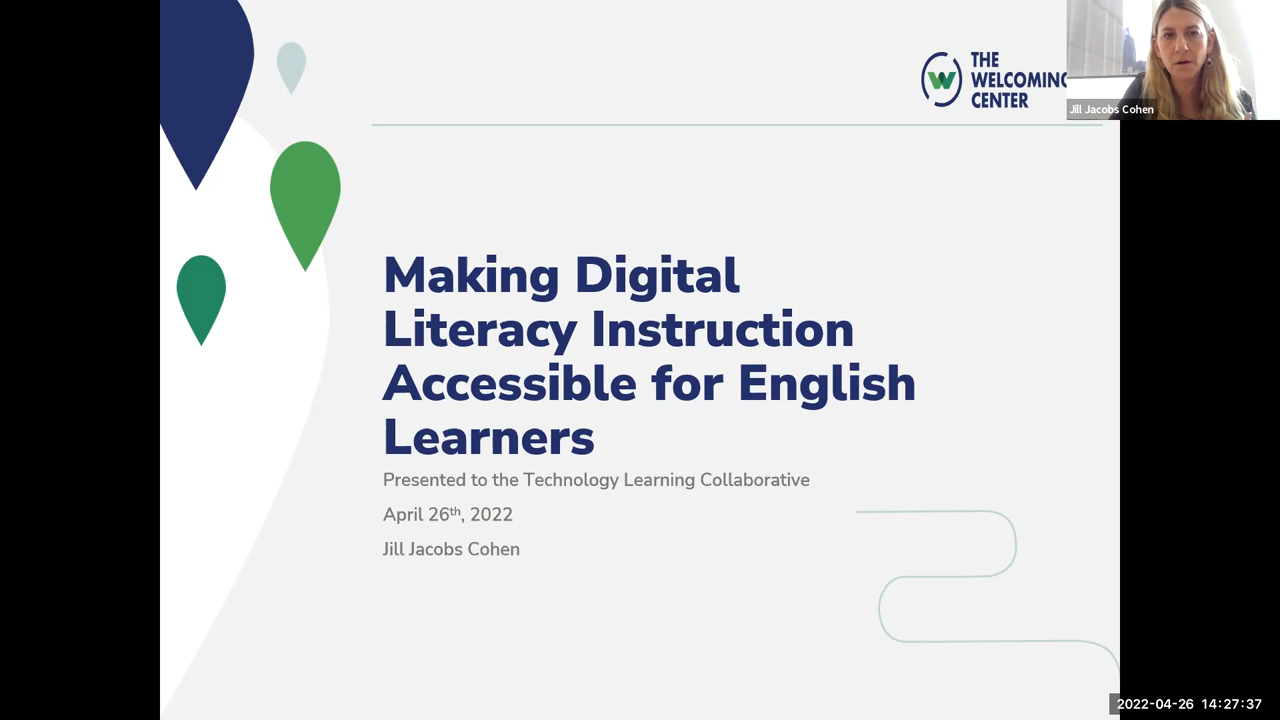 THE
WELCOMING
CENTER
Jill Jacobs Cohen
Making Digital
Literacy Instruction
Accessible for English
Learners
Presented to the Technology Learning Collaborative
April 26th, 2022
Jill Jacobs Cohen
2022-04-26 14:27:37